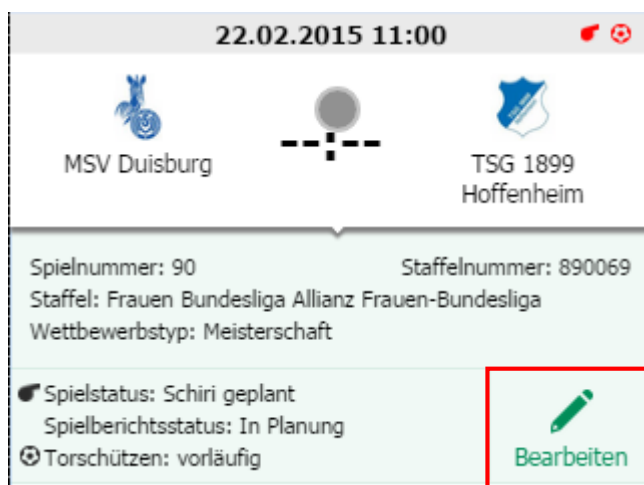 22.02.2015 11:00
MSV Duisburg
--:--
TSG 1899
Hoffenheim
Spielnummer: 90 Staffelnummer: 890069
Staffel: Frauen Bundesliga Allianz Frauen-Bundesliga
Wettbewerbstyp: Meisterschaft
Spielstatus: Schiri geplant
Spielberichtsstatus: In Planung
Torschützen: vorläufig
Bearbeiten